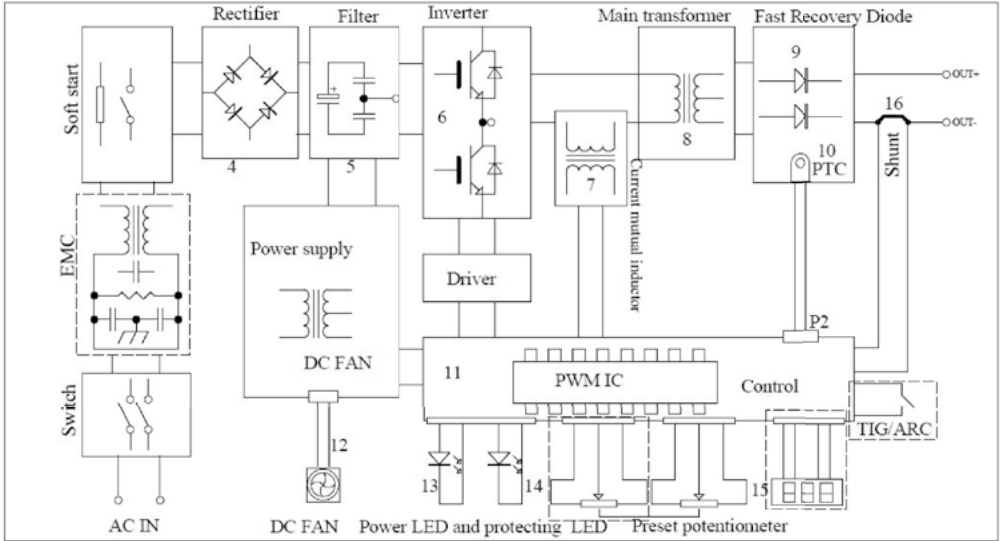 Rectifier
Filter
Inverter
Main transformer
Fast Recovery Diode
Soft start
4
+
5
6
7
Current mutual inductor
8
9
10
PTC
OUT+
16
OUT-
Shunt
EMC
Power supply
DC FAN
Driver
P2
11
PWM IC
Control
TIG/ARC
Switch
12
13
14
15
AC IN
DC FAN
Power LED and protecting LED
Preset potentiometer